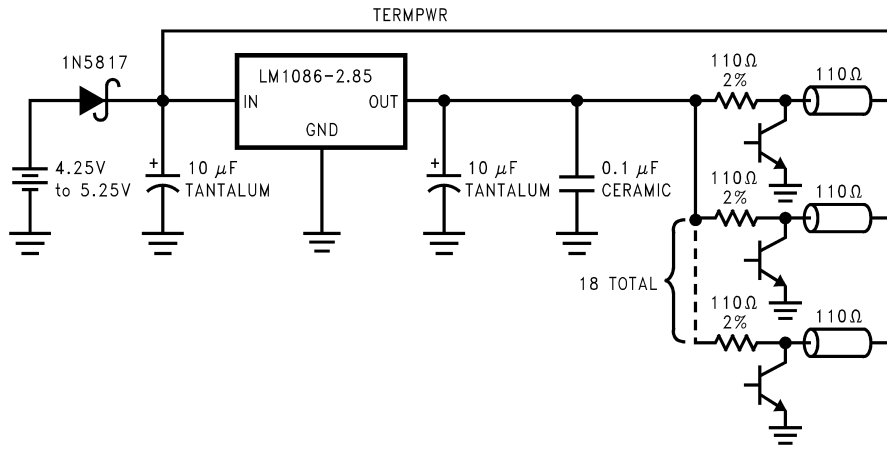 TERMPWR
1N5817
LM1086-2.85
IN
OUT
GND
4.25V
to 5.25V
+
10 μF
TANTALUM
+
10 μF
TANTALUM
0.1 μF
CERAMIC
110Ω
2%
110Ω
110Ω
2%
110Ω
18 TOTAL
110Ω
2%
110Ω